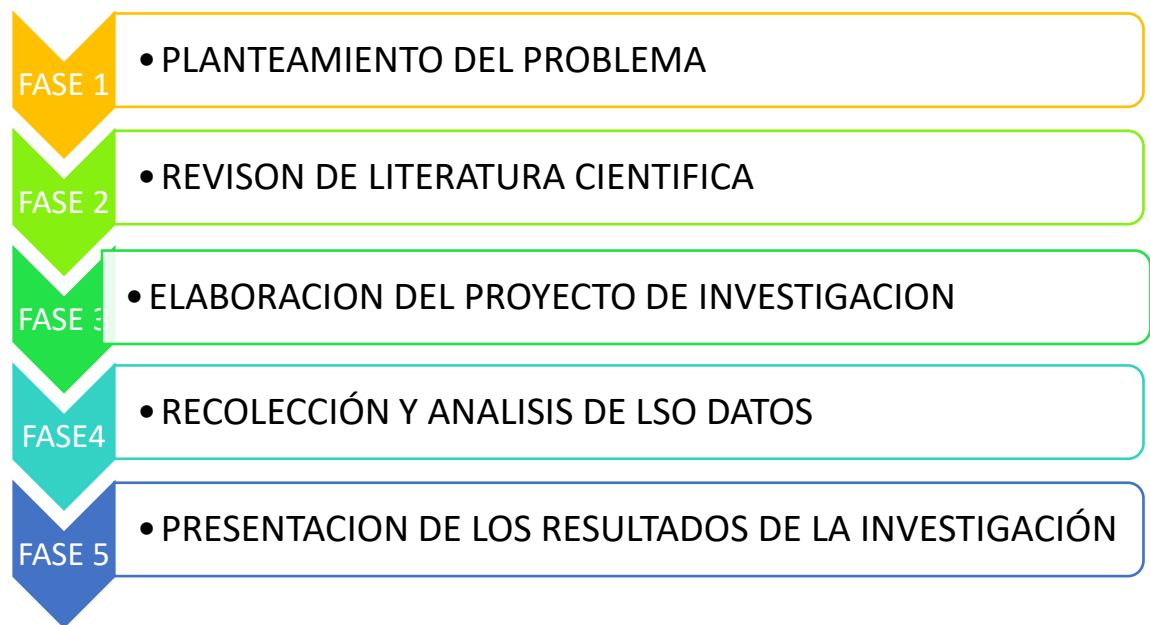 FASE 1
• PLANTEAMIENTO DEL PROBLEMA
FASE 2
• REVISON DE LITERATURA CIENTIFICA
FASE 3
• ELABORACION DEL PROYECTO DE INVESTIGACION
FASE4
• RECOLECCIÓN Y ANALISIS DE LSO DATOS
FASE 5
• PRESENTACION DE LOS RESULTADOS DE LA INVESTIGACIÓN